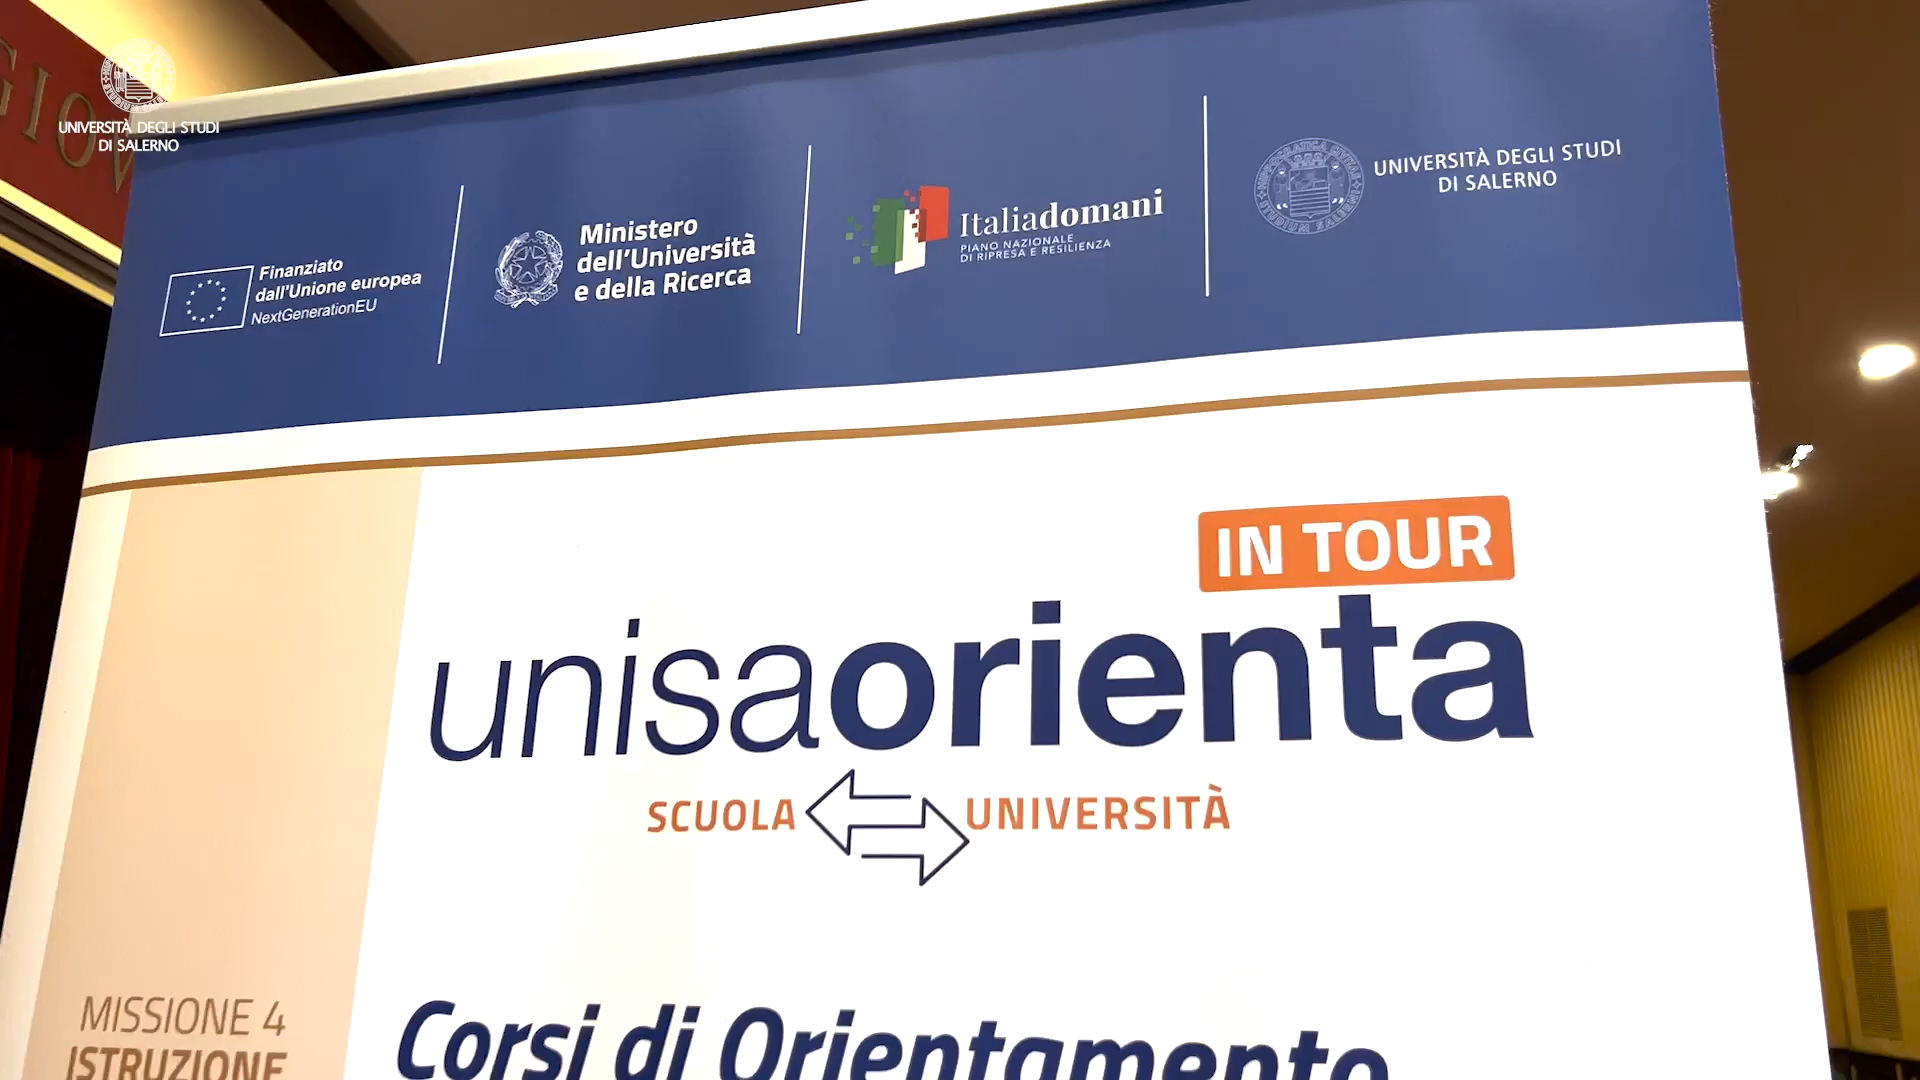 UNIVERSITÀ DEGLI STUDI
DI SALERNO
Finanziato
dall'Unione europea
NextGenerationEU
Ministero
dell'Università
e della Ricerca
Italiadomani
PIANO NAZIONALE
DI RIPRESA E RESILIENZA
UNIVERSITÀ DEGLI STUDI
DI SALERNO
IN TOUR
unisaorienta
SCUOLA UNIVERSITÀ
MISSIONE 4
ISTRUZIONE
Corsi di Orientamento